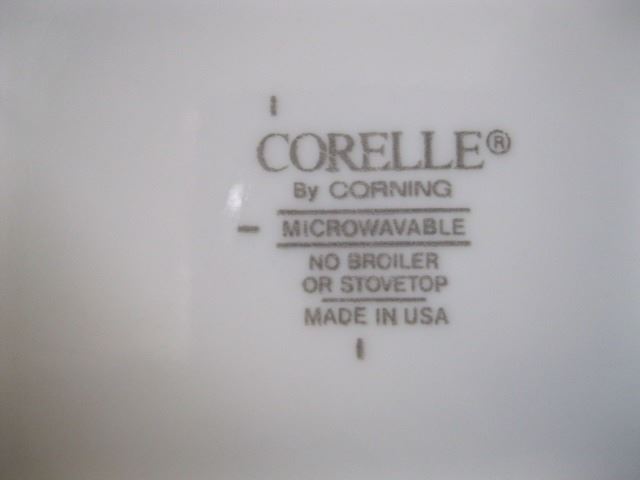 CORELLE®
By CORNING
MICROWAVABLE
NO BROILER
OR STOVETOP
MADE IN USA